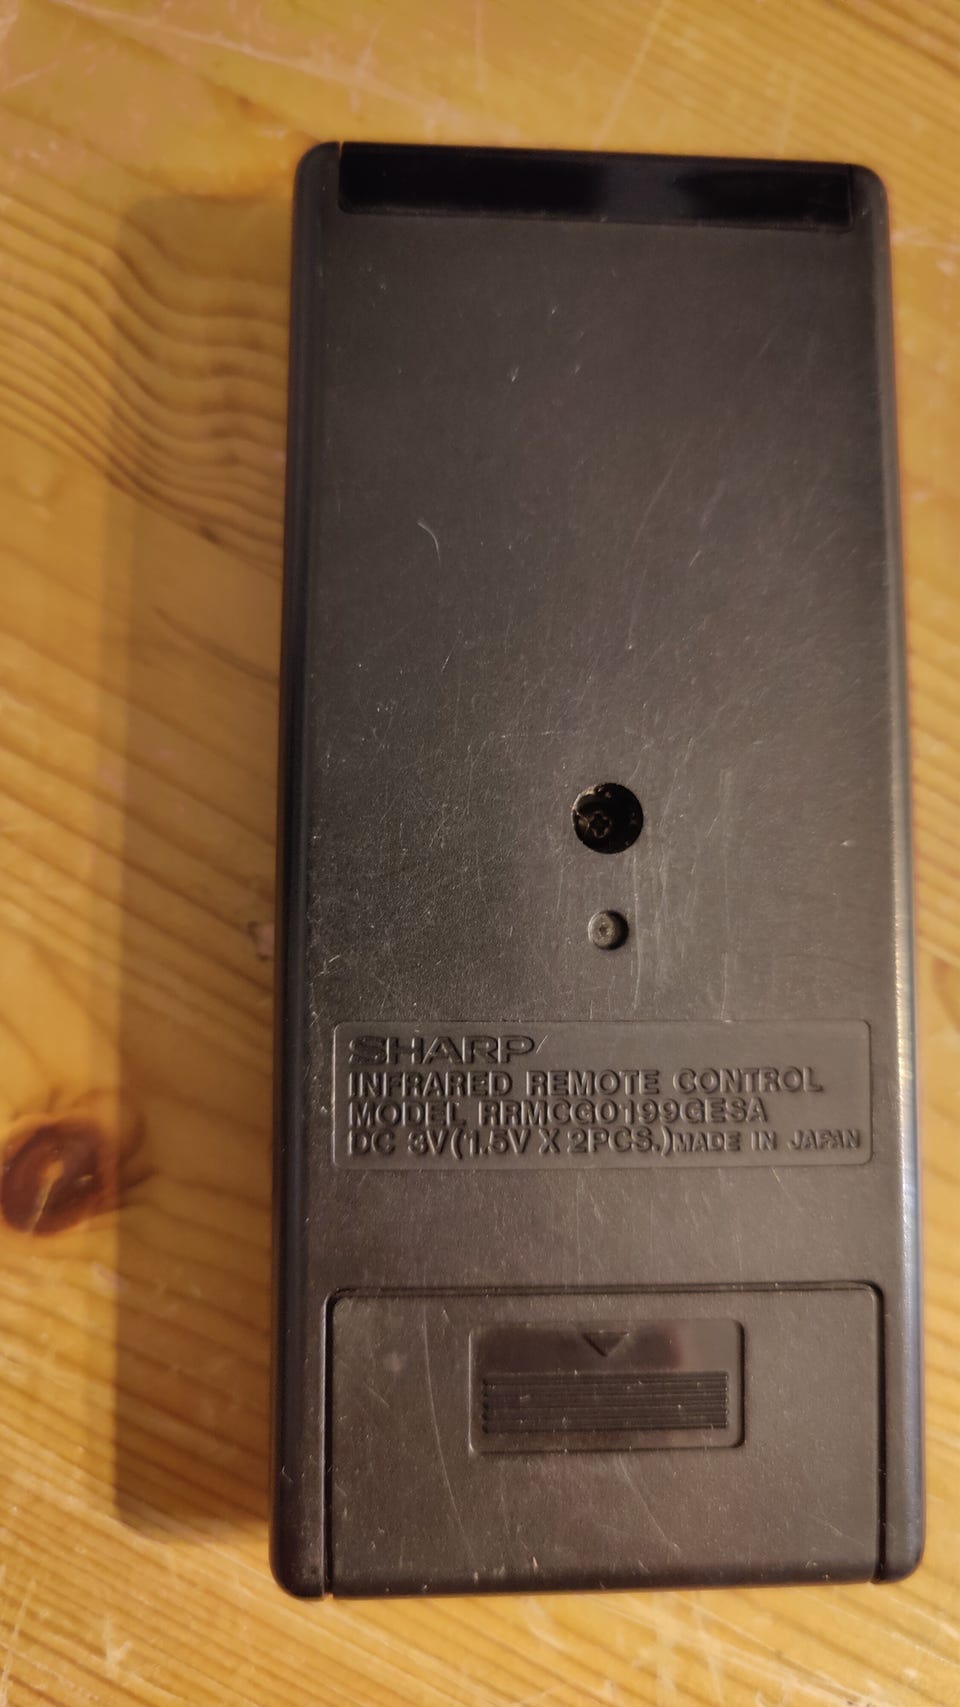 SHARP
INFRARED REMOTE CONTROL
MODEL RRMCG0199GESA
DC 3V(1.5V X 2PCS.)MADE IN JAPAN